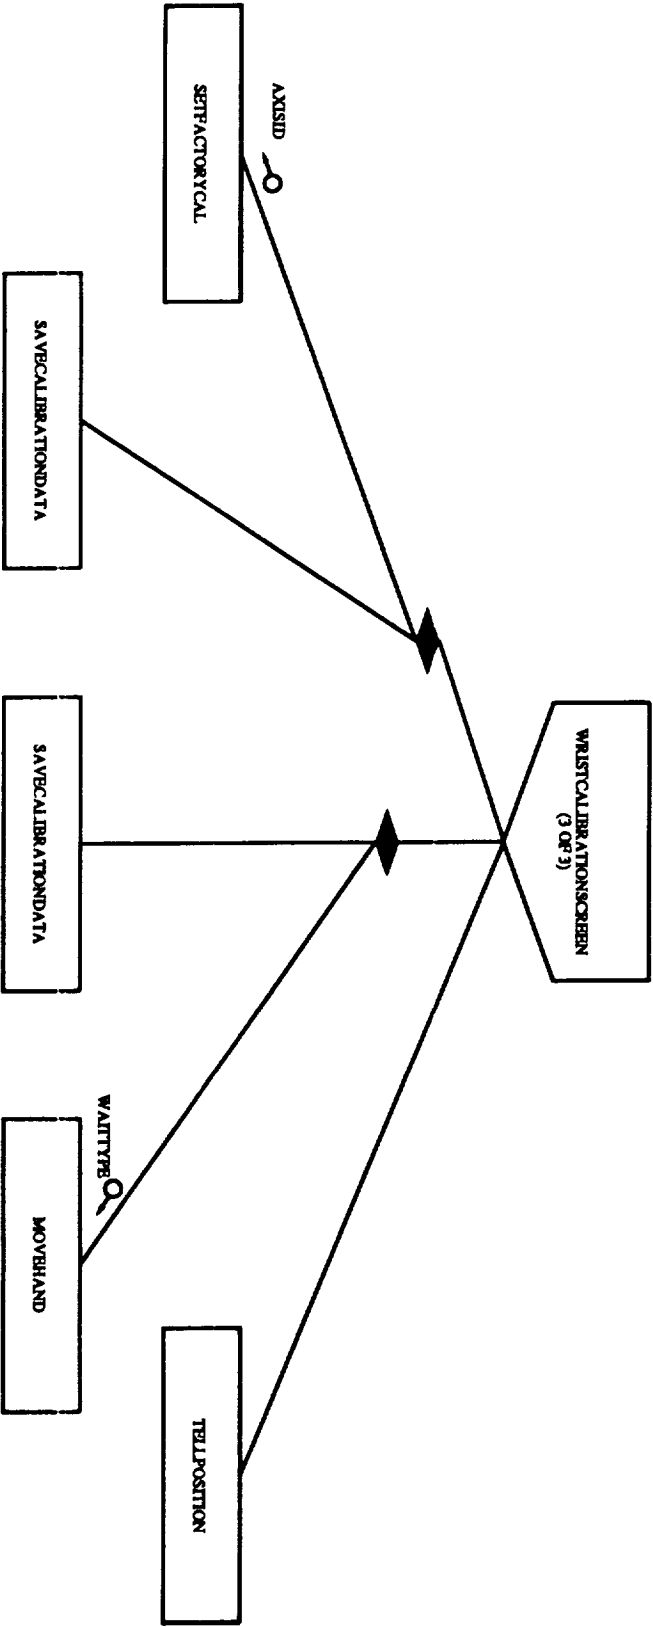 WRISTCALIBRATIONSCREEN
(3 OF 3)
AXISID
SETFACTORYCAL
SAVECALIBRATIONDATA
SAVECALIBRATIONDATA
WAITTYPE
MOVEHAND
TELLPOSITION